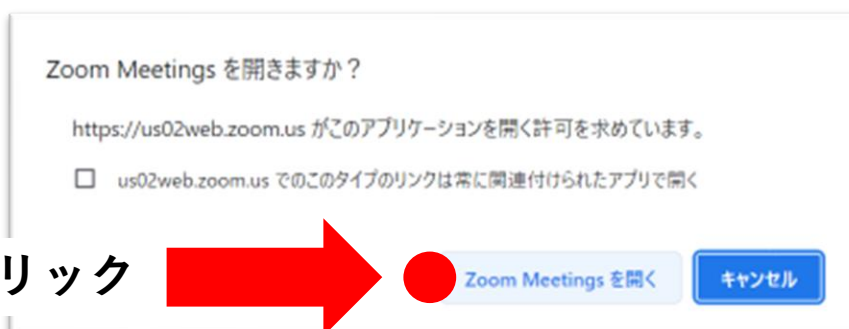 Zoom Meetings を開きますか？
https://us02web.zoom.us がこのアプリケーションを開く許可を求めています。
us02web.zoom.us でのこのタイプのリンクは常に関連付けられたアプリで開く
リック
Zoom Meetings を開く
キャンセル